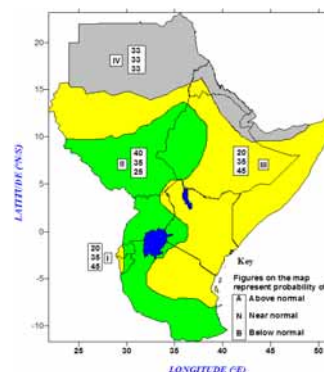 20
15
10
5
0
-5
-10
25
30
35
40
45
50
LATITUDE (°N/S)
LONGITUDE (°E)
IV
33
33
33
II
40
35
25
20
35
45
III
20
35
45
I
Key
Figures on the map
represent probability of
A Above normal
N Near normal
B Below normal